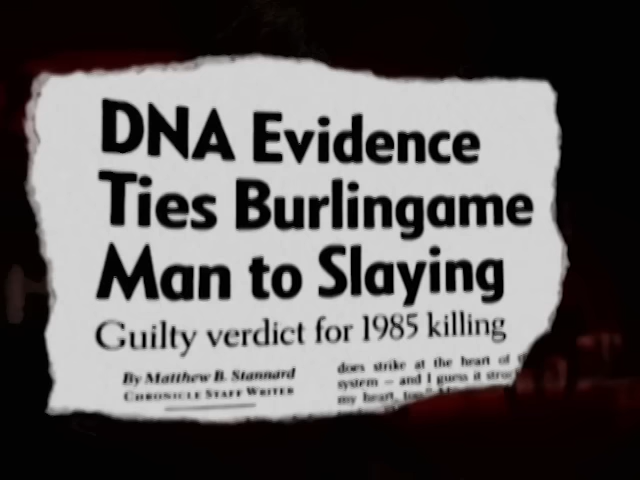 DNA Evidence
Ties Burlingame
Man to Slaying
Guilty verdict for 1985 killing
By Matthew B. Stannard
CHRONICLE STAFF WRITER
does strike at the heart of
system — and I guess it
my heart,